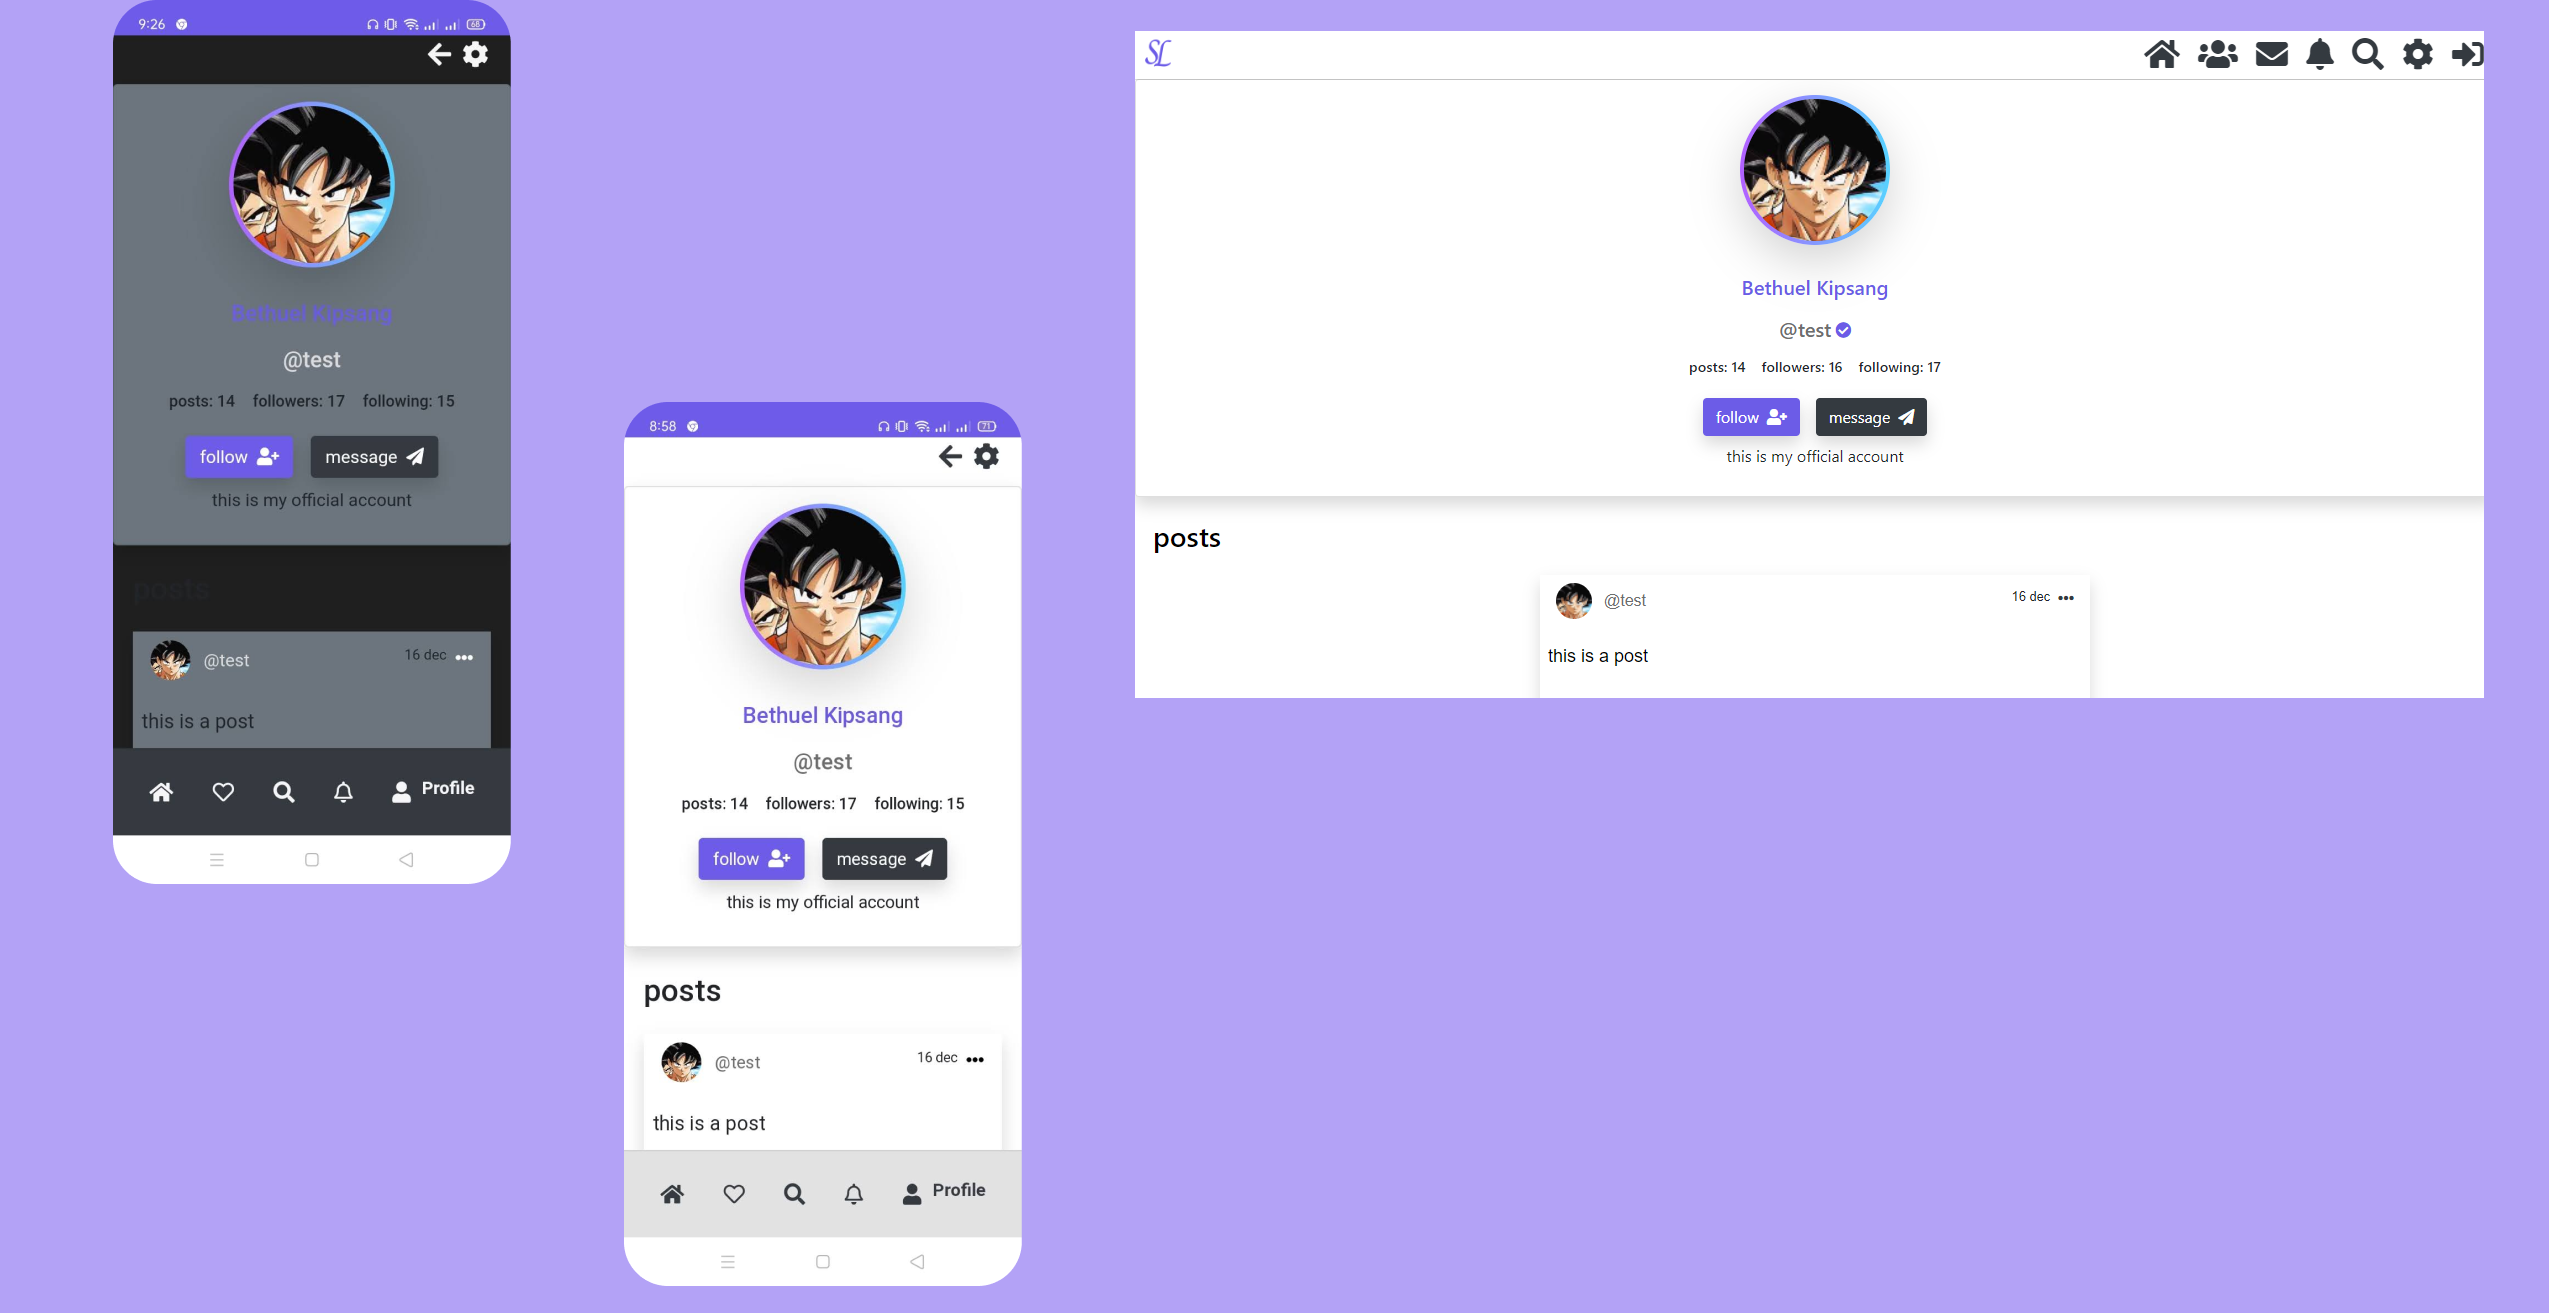 9:26
68
Bethuel Kipsang
@test
posts: 14 followers: 17 following: 15
follow message
this is my official account
posts
@test 16 dec
this is a post
Profile
8:58
71
Bethuel Kipsang
@test
posts: 14 followers: 17 following: 15
follow message
this is my official account
posts
@test 16 dec
this is a post
Profile
SL
Bethuel Kipsang
@test
posts: 14 followers: 16 following: 17
follow message
this is my official account
posts
@test 16 dec
this is a post